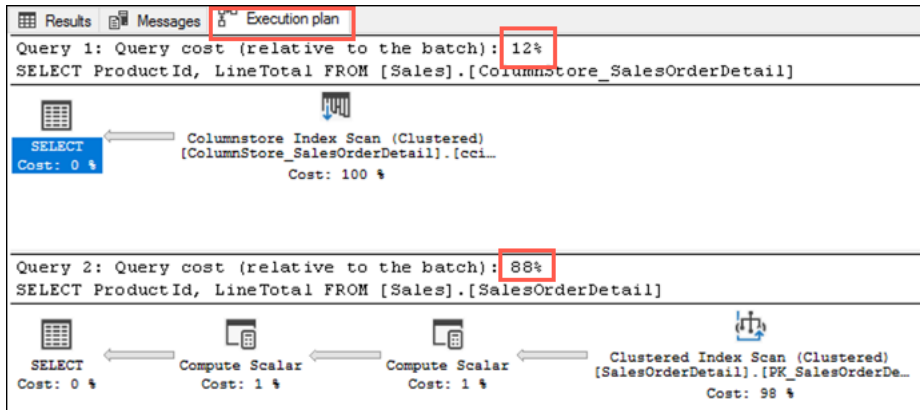 Results Messages Execution plan
Query 1: Query cost (relative to the batch): 12%
SELECT ProductId, LineTotal FROM [Sales].[ColumnStore_SalesOrderDetail]
SELECT
Cost: 0 %
Columnstore Index Scan (Clustered)
[ColumnStore_SalesOrderDetail].[cci…
Cost: 100 %
Query 2: Query cost (relative to the batch): 88%
SELECT ProductId, LineTotal FROM [Sales].[SalesOrderDetail]
SELECT
Cost: 0 %
Compute Scalar
Cost: 1 %
Compute Scalar
Cost: 1 %
Clustered Index Scan (Clustered)
[SalesOrderDetail].[PK_SalesOrderDe…
Cost: 98 %